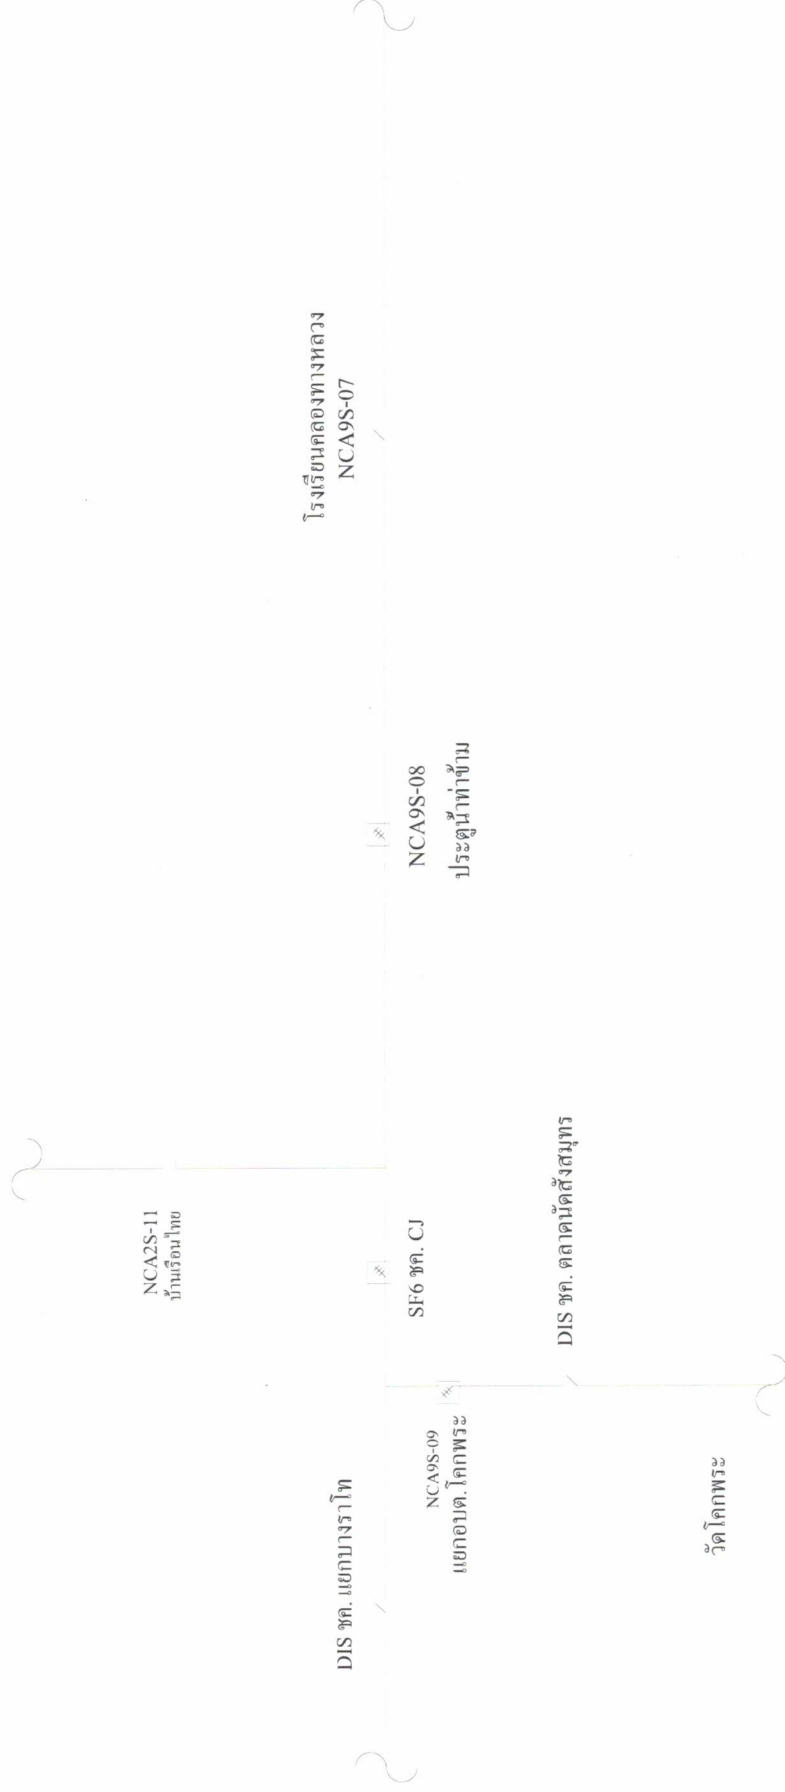 NCA2S-11
บ้านเรือนไทย
โรงเรียนคลองทางหลวง
NCA9S-07
DIS ชค. แยกบางราโท
SF6 ชค. CJ
NCA9S-08
ประตูน้ำท่าข้าม
NCA9S-09
แยกอบต.โคกพระ
DIS ชค. ตลาดนัดสังสมุทร
วัดโคกพระ